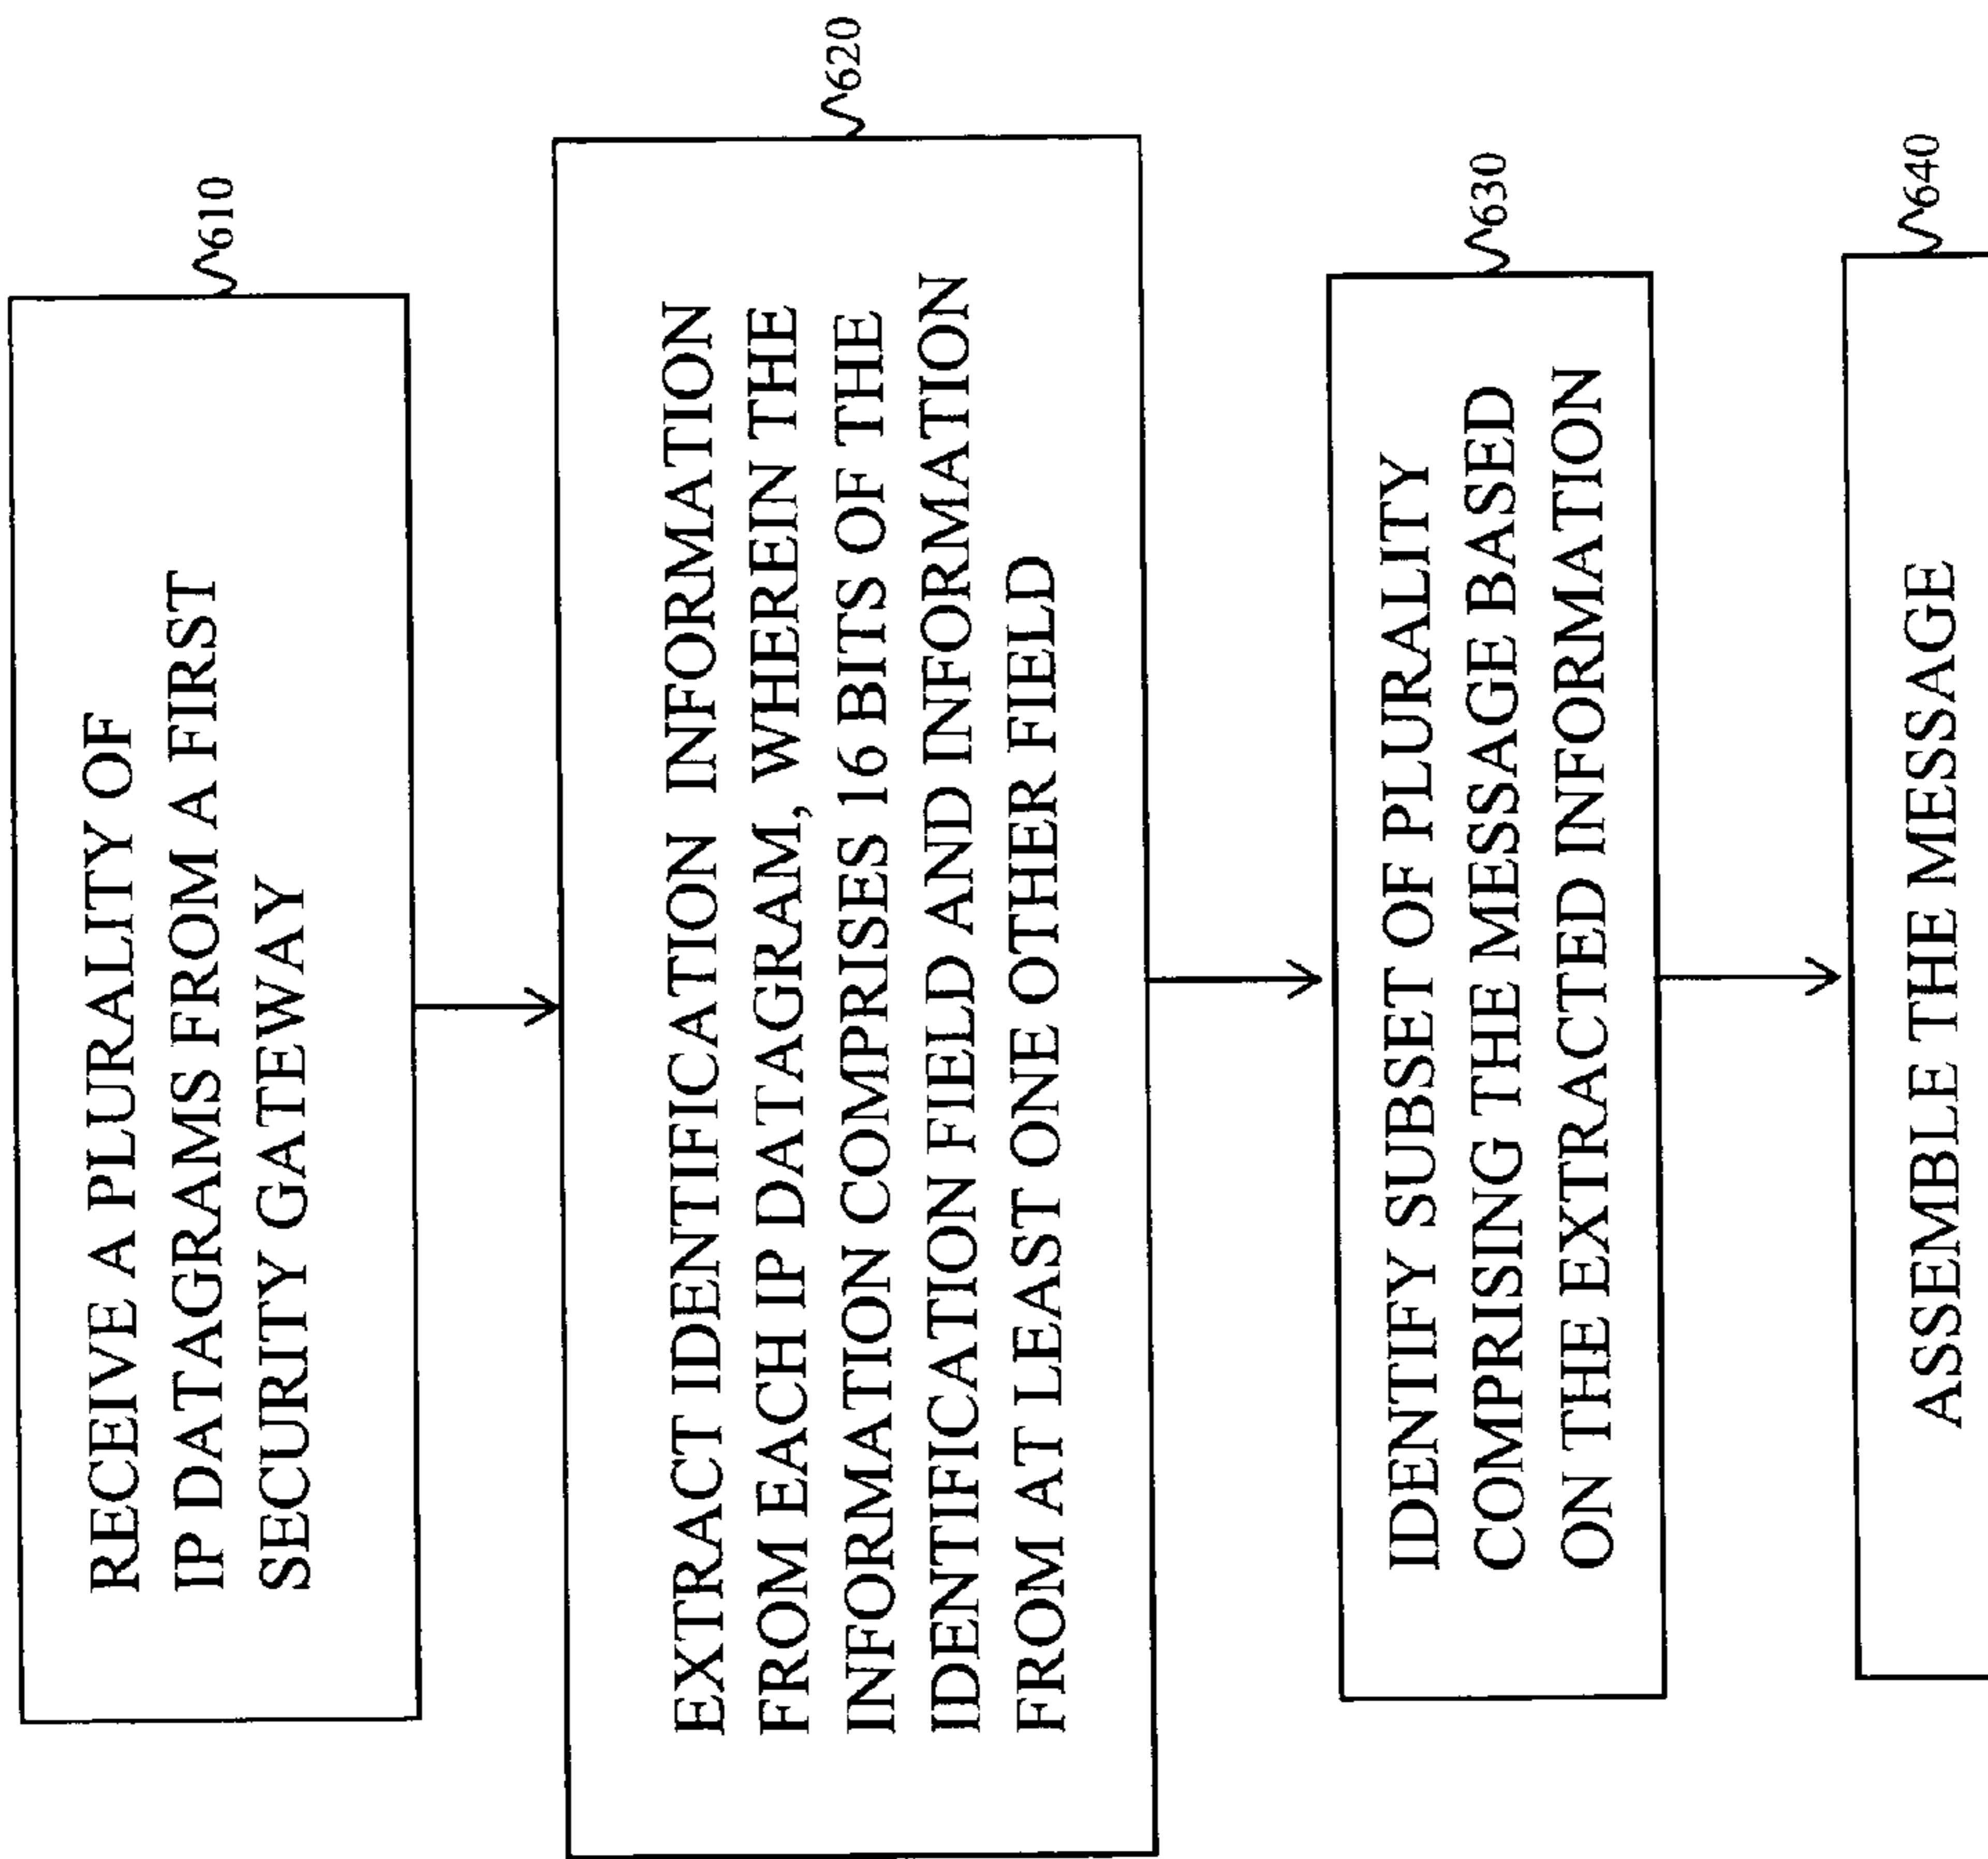 RECEIVE A PLURALITY OF
IP DATAGRAMS FROM A FIRST
SECURITY GATEWAY
610
EXTRACT IDENTIFICATION INFORMATION
FROM EACH IP DATAGRAM, WHEREIN THE
INFORMATION COMPRISES 16 BITS OF THE
IDENTIFICATION FIELD AND INFORMATION
FROM AT LEAST ONE OTHER FIELD
620
IDENTIFY SUBSET OF PLURALITY
COMPRISING THE MESSAGE BASED
ON THE EXTRACTED INFORMATION
630
ASSEMBLE THE MESSAGE
640